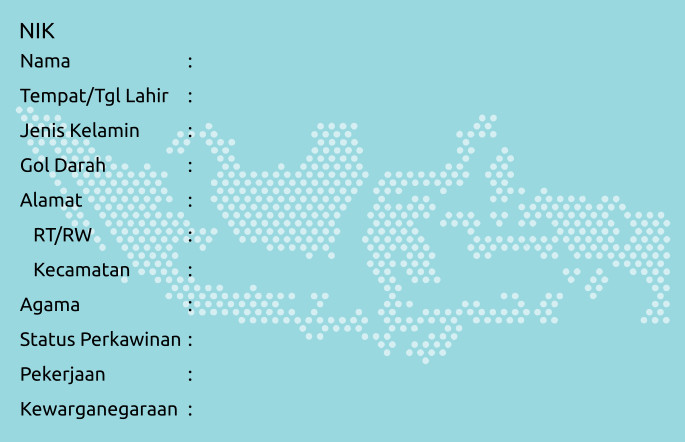 NIK
Nama :
Tempat/Tgl Lahir :
Jenis Kelamin :
Gol Darah :
Alamat :
RT/RW :
Kecamatan :
Agama :
Status Perkawinan :
Pekerjaan :
Kewarganegaraan :